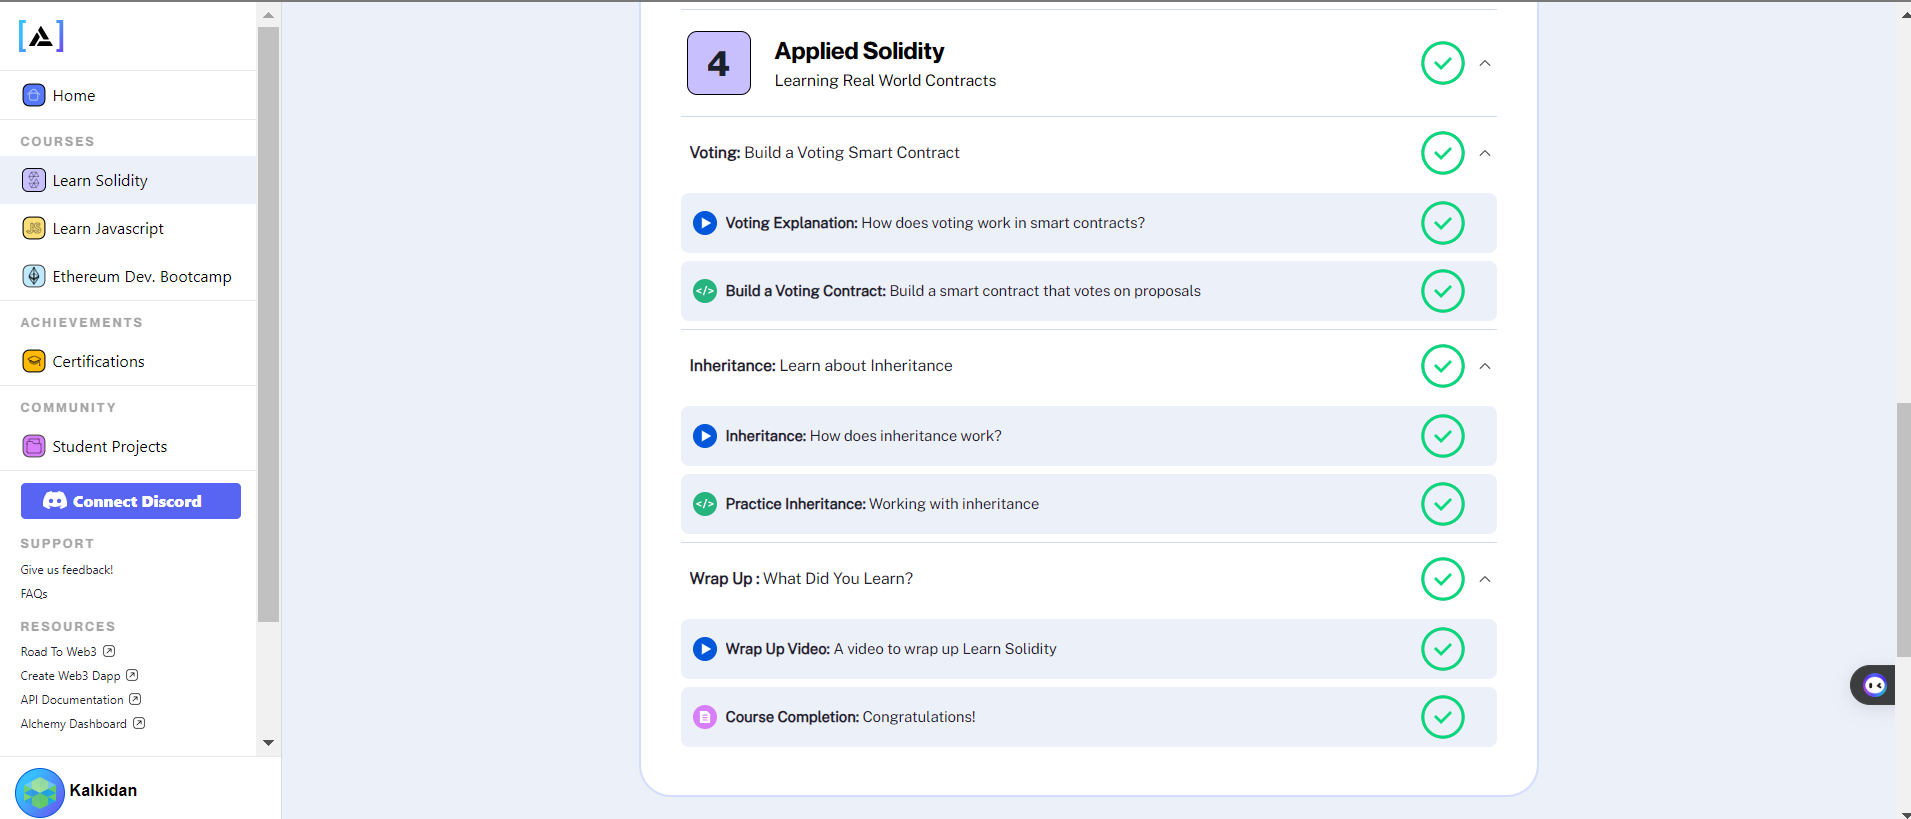 Home
COURSES
Learn Solidity
JS Learn Javascript
Ethereum Dev. Bootcamp
ACHIEVEMENTS
Certifications
COMMUNITY
Student Projects
Connect Discord
SUPPORT
Give us feedback!
FAQs
RESOURCES
Road To Web3
Create Web3 Dapp
API Documentation
Alchemy Dashboard
Kalkidan
4
Applied Solidity
Learning Real World Contracts
Voting: Build a Voting Smart Contract
Voting Explanation: How does voting work in smart contracts?
</> Build a Voting Contract: Build a smart contract that votes on proposals
Inheritance: Learn about Inheritance
Inheritance: How does inheritance work?
</> Practice Inheritance: Working with inheritance
Wrap Up : What Did You Learn?
Wrap Up Video: A video to wrap up Learn Solidity
Course Completion: Congratulations!